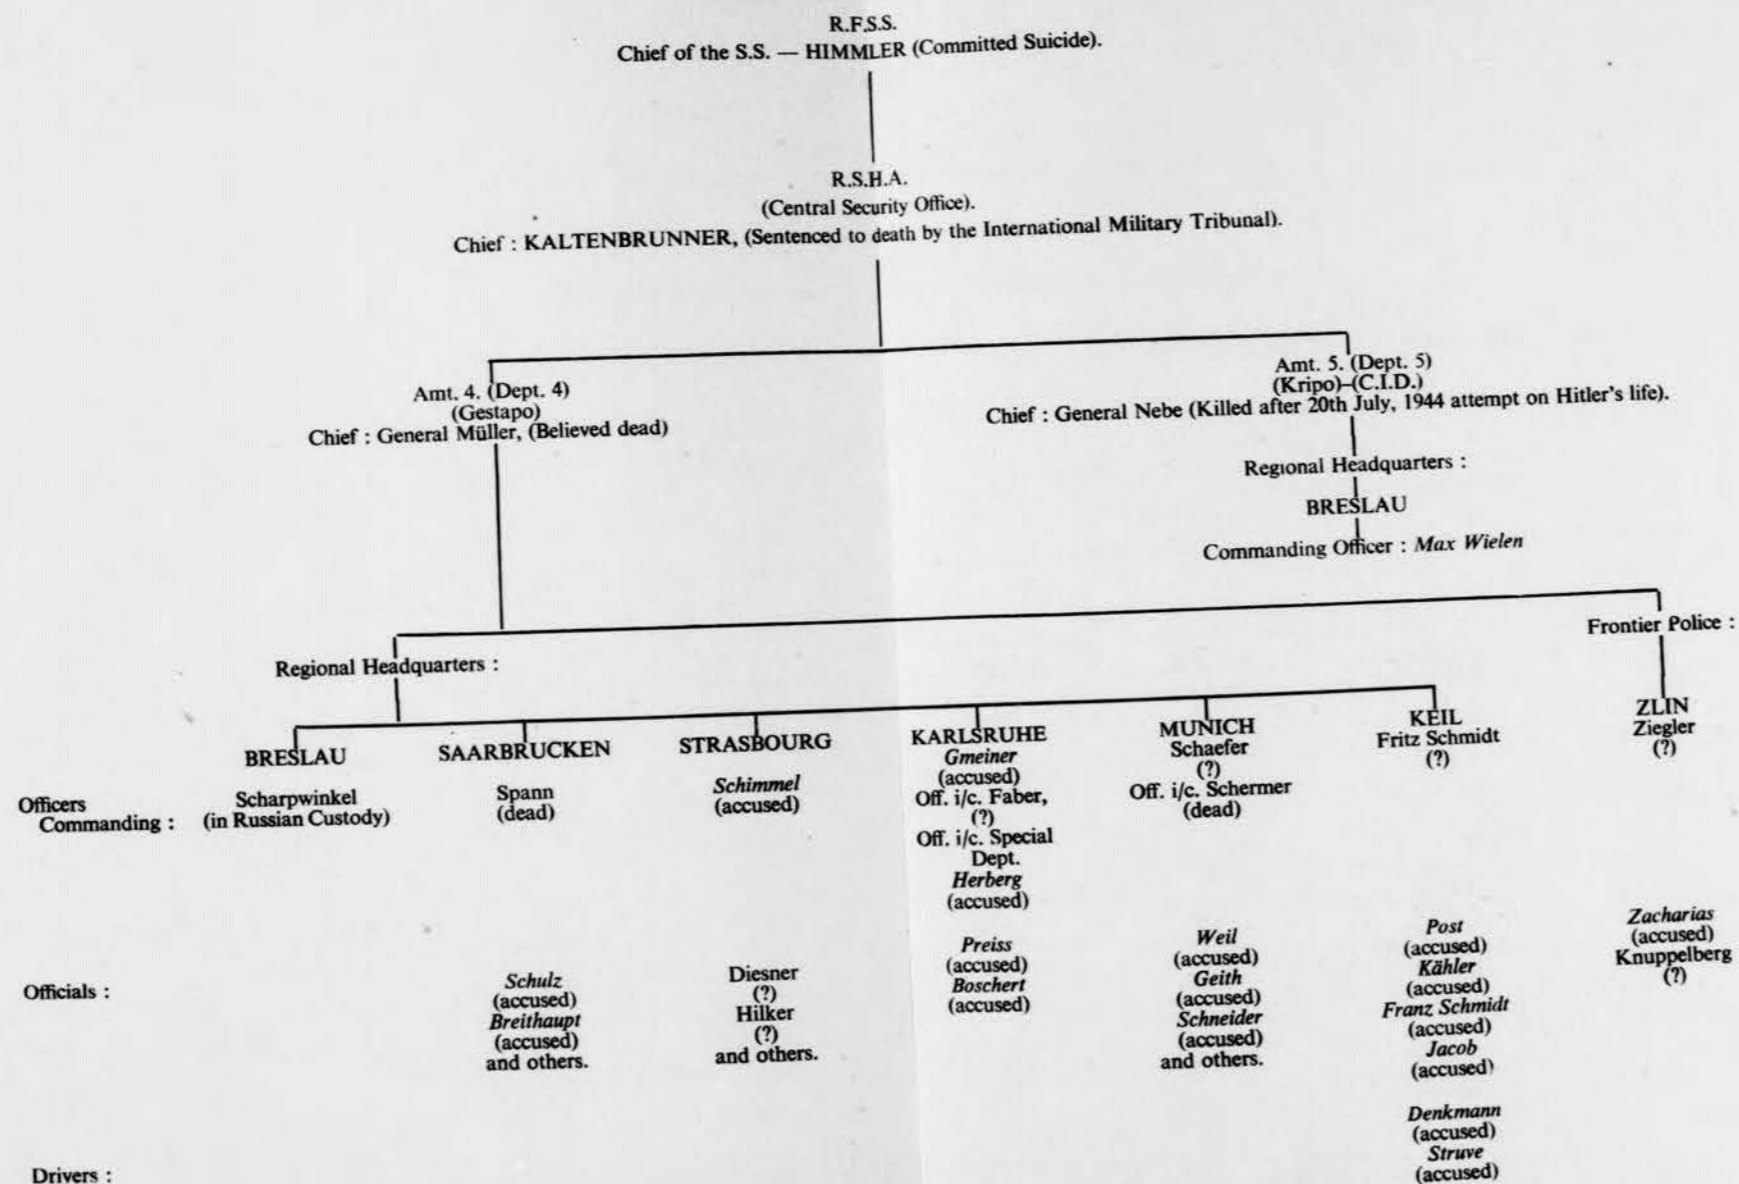 R.F.S.S.
Chief of the S.S. — HIMMLER (Committed Suicide).
R.S.H.A.
(Central Security Office).
Chief : KALTENBRUNNER, (Sentenced to death by the International Military Tribunal).
Amt. 4. (Dept. 4)
(Gestapo)
Chief : General Müller, (Believed dead)
Amt. 5. (Dept. 5)
(Kripo)–(C.I.D.)
Chief : General Nebe (Killed after 20th July, 1944 attempt on Hitler's life).
Regional Headquarters :
BRESLAU
Commanding Officer : Max Wielen
Regional Headquarters :
Frontier Police :
Officers
Commanding :
BRESLAU
Scharpwinkel
(in Russian Custody)
SAARBRUCKEN
Spann
(dead)
STRASBOURG
Schimmel
(accused)
KARLSRUHE
Gmeiner
(accused)
Off. i/c. Faber,
(?)
Off. i/c. Special
Dept.
Herberg
(accused)
MUNICH
Schaefer
(?)
Off. i/c. Schermer
(dead)
KEIL
Fritz Schmidt
(?)
ZLIN
Ziegler
(?)
Officials :
Schulz
(accused)
Breithaupt
(accused)
and others.
Diesner
(?)
Hilker
(?)
and others.
Preiss
(accused)
Boschert
(accused)
Weil
(accused)
Geith
(accused)
Schneider
(accused)
and others.
Post
(accused)
Kähler
(accused)
Franz Schmidt
(accused)
Jacob
(accused)
Zacharias
(accused)
Knuppelberg
(?)
Drivers :
Denkmann
(accused)
Struve
(accused)